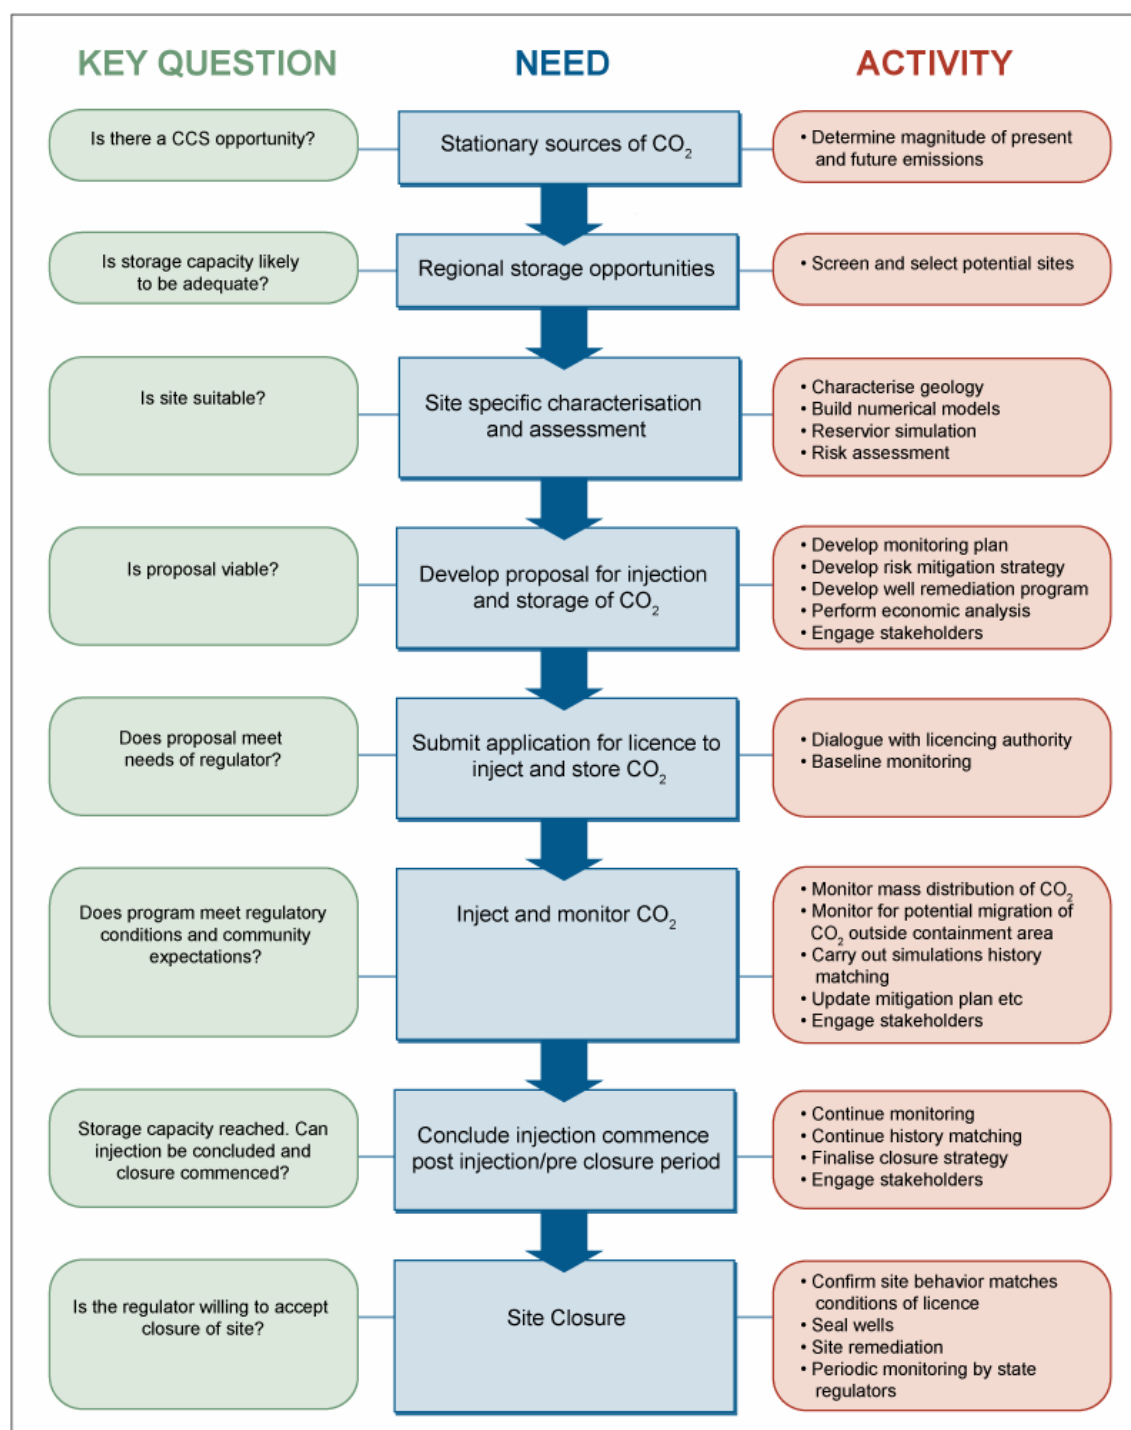 KEY QUESTION
NEED
ACTIVITY
Is there a CCS opportunity?
Stationary sources of CO₂
• Determine magnitude of present
and future emissions
Is storage capacity likely
to be adequate?
Regional storage opportunities
• Screen and select potential sites
Is site suitable?
Site specific characterisation
and assessment
• Characterise geology
• Build numerical models
• Reservior simulation
• Risk assessment
Is proposal viable?
Develop proposal for injection
and storage of CO₂
• Develop monitoring plan
• Develop risk mitigation strategy
• Develop well remediation program
• Perform economic analysis
• Engage stakeholders
Does proposal meet
needs of regulator?
Submit application for licence to
inject and store CO₂
• Dialogue with licencing authority
• Baseline monitoring
Does program meet regulatory
conditions and community
expectations?
Inject and monitor CO₂
• Monitor mass distribution of CO₂
• Monitor for potential migration of
CO₂ outside containment area
• Carry out simulations history
matching
• Update mitigation plan etc
• Engage stakeholders
Storage capacity reached. Can
injection be concluded and
closure commenced?
Conclude injection commence
post injection/pre closure period
• Continue monitoring
• Continue history matching
• Finalise closure strategy
• Engage stakeholders
Is the regulator willing to accept
closure of site?
Site Closure
• Confirm site behavior matches
conditions of licence
• Seal wells
• Site remediation
• Periodic monitoring by state
regulators